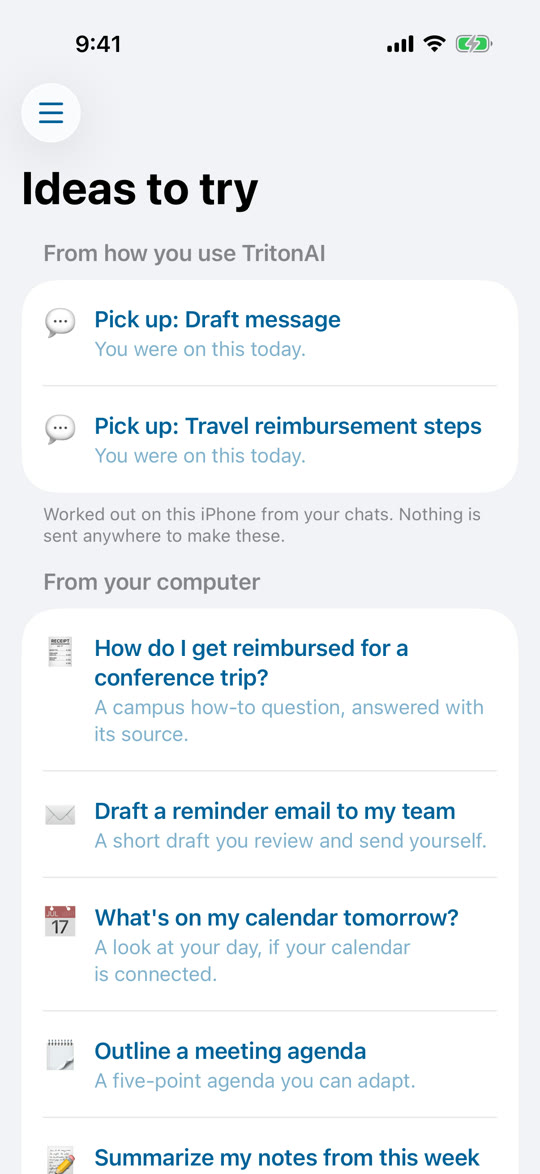 9:41
Ideas to try
From how you use TritonAI
Pick up: Draft message
You were on this today.
Pick up: Travel reimbursement steps
You were on this today.
Worked out on this iPhone from your chats. Nothing is
sent anywhere to make these.
From your computer
RECEIPT
How do I get reimbursed for a
conference trip?
A campus how-to question, answered with
its source.
Draft a reminder email to my team
A short draft you review and send yourself.
JUL
17
What's on my calendar tomorrow?
A look at your day, if your calendar
is connected.
Outline a meeting agenda
A five-point agenda you can adapt.
Summarize my notes from this week